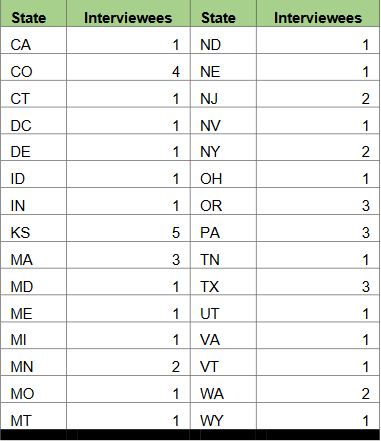 State Interviewees State Interviewees
CA 1 ND 1
CO 4 NE 1
CT 1 NJ 2
DC 1 NV 1
DE 1 NY 2
ID 1 OH 1
IN 1 OR 3
KS 5 PA 3
MA 3 TN 1
MD 1 TX 3
ME 1 UT 1
MI 1 VA 1
MN 2 VT 1
MO 1 WA 2
MT 1 WY 1